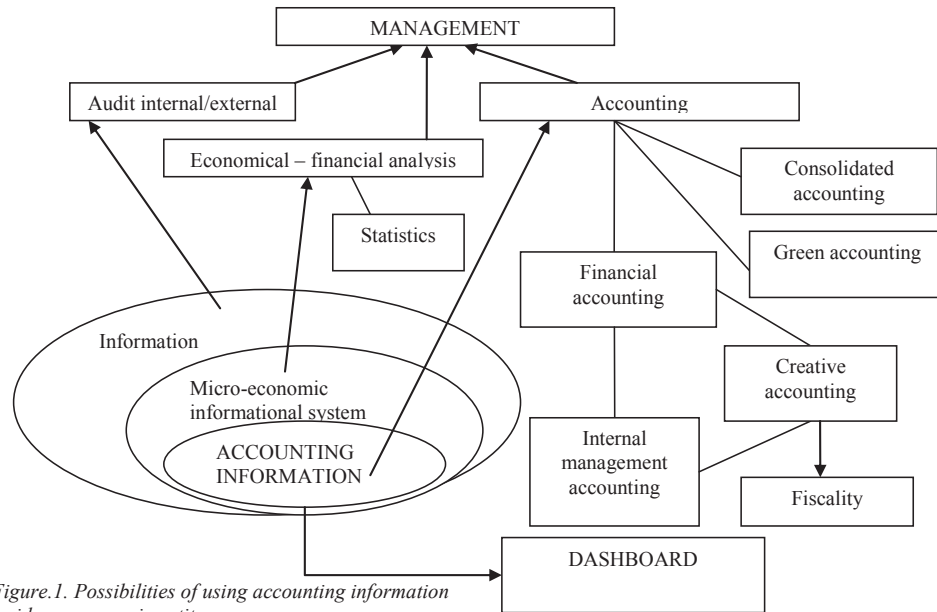 MANAGEMENT
Audit internal/external
Accounting
Economical – financial analysis
Consolidated
accounting
Statistics
Green accounting
Financial
accounting
Information
Creative
accounting
Micro-economic
informational system
ACCOUNTING
INFORMATION
Internal
management
accounting
Fiscality
DASHBOARD
Figure.1. Possibilities of using accounting information